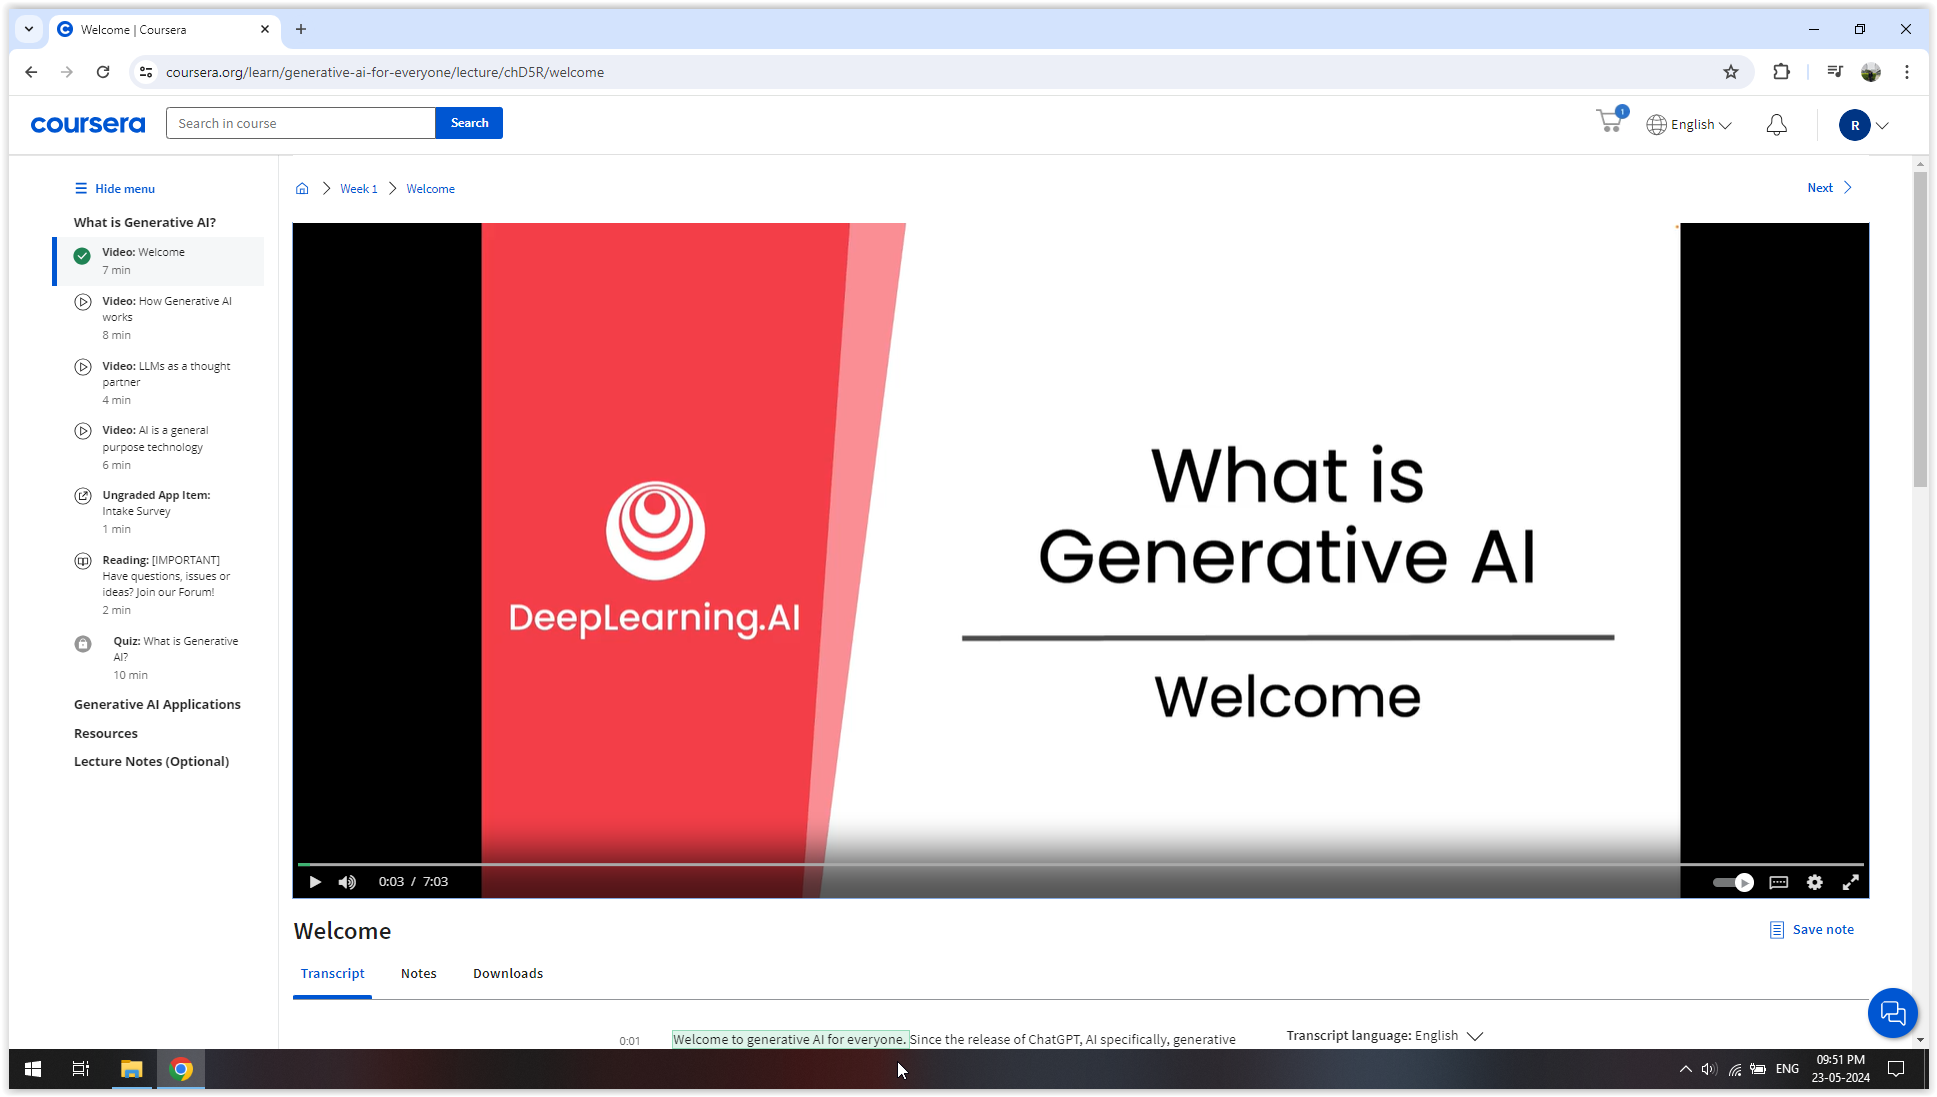 Welcome | Coursera
coursera.org/learn/generative-ai-for-everyone/lecture/chD5R/welcome
coursera
Search in course
Search
1
English
R
Hide menu
Week 1
Welcome
Next
What is Generative AI?
Video: Welcome
7 min
Video: How Generative AI
works
8 min
Video: LLMs as a thought
partner
4 min
Video: AI is a general
purpose technology
6 min
Ungraded App Item:
Intake Survey
1 min
Reading: [IMPORTANT]
Have questions, issues or
ideas? Join our Forum!
2 min
Quiz: What is Generative
AI?
10 min
Generative AI Applications
Resources
Lecture Notes (Optional)
DeepLearning.AI
What is
Generative AI
Welcome
0:03 / 7:03
Welcome
Save note
Transcript
Notes
Downloads
0:01
Welcome to generative AI for everyone. Since the release of ChatGPT, AI specifically, generative
Transcript language: English
ENG
09:51 PM
23-05-2024